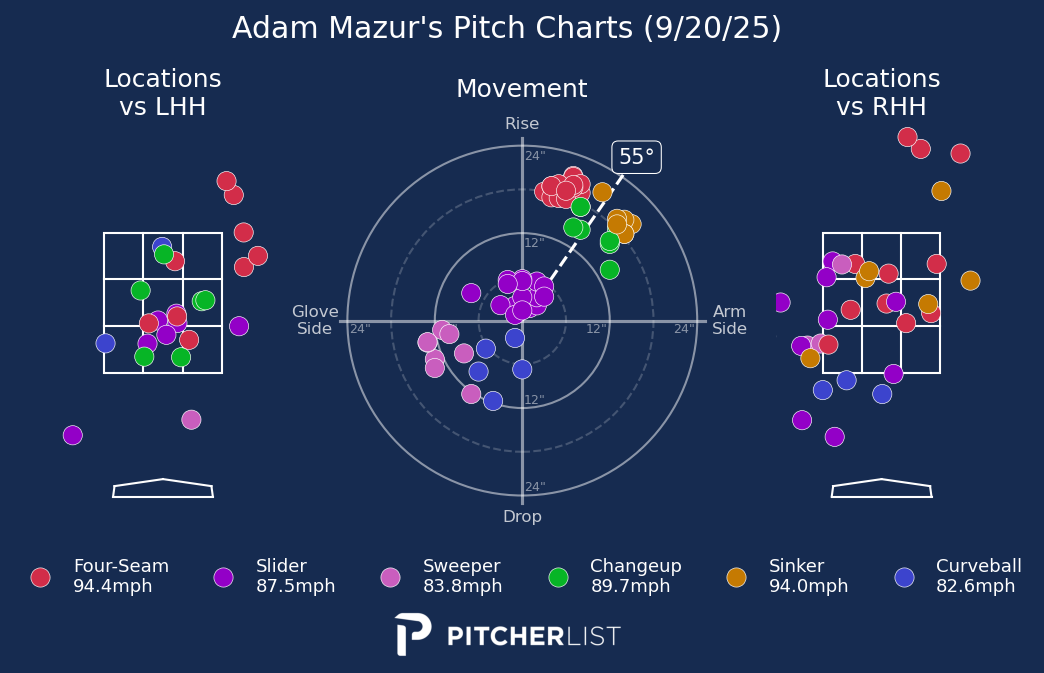 Adam Mazur's Pitch Charts (9/20/25)
Locations
vs LHH
Movement
Locations
vs RHH
Rise
24"
55°
12"
Glove
Side
24"
12"
24"
Arm
Side
12"
24"
Drop
Four-Seam
94.4mph
Slider
87.5mph
Sweeper
83.8mph
Changeup
89.7mph
Sinker
94.0mph
Curveball
82.6mph
PITCHERLIST